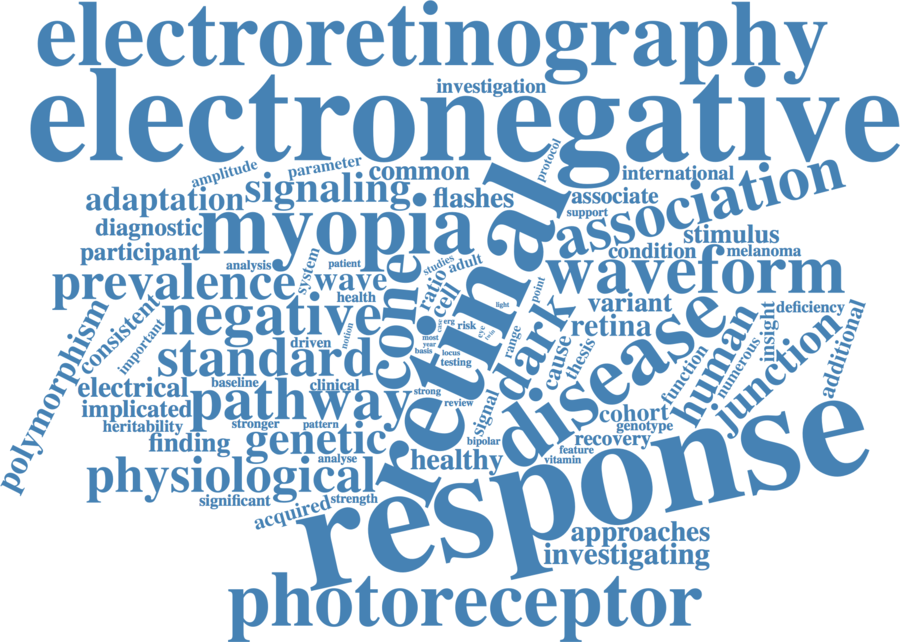 electroretinography
electronegative
investigation
protocol
amplitude
parameter
common
international
adaptation
signaling
flashes
associate
association
support
diagnostic
myopia
retinal
stimulus
participant
condition
melanoma
analysis
system
patient
studies
adult
waveform
prevalence
wave
health
cone
ratio
cell
light
point
variant
deficiency
polymorphism
consistent
important
negative
notion
driven
case
erg
risk
eye
twin
most
year
basis
locus
testing
range
dark
retina
disease
human
insight
junction
additional
standard
cause
thesis
function
numerous
electrical
baseline
clinical
strong
review
implicated
pathway
signal
cohort
genotype
heritability
stronger
pattern
bipolar
recovery
finding
genetic
feature
vitamin
analyse
healthy
physiological
response
significant
strength
acquired
approaches
investigating
photoreceptor